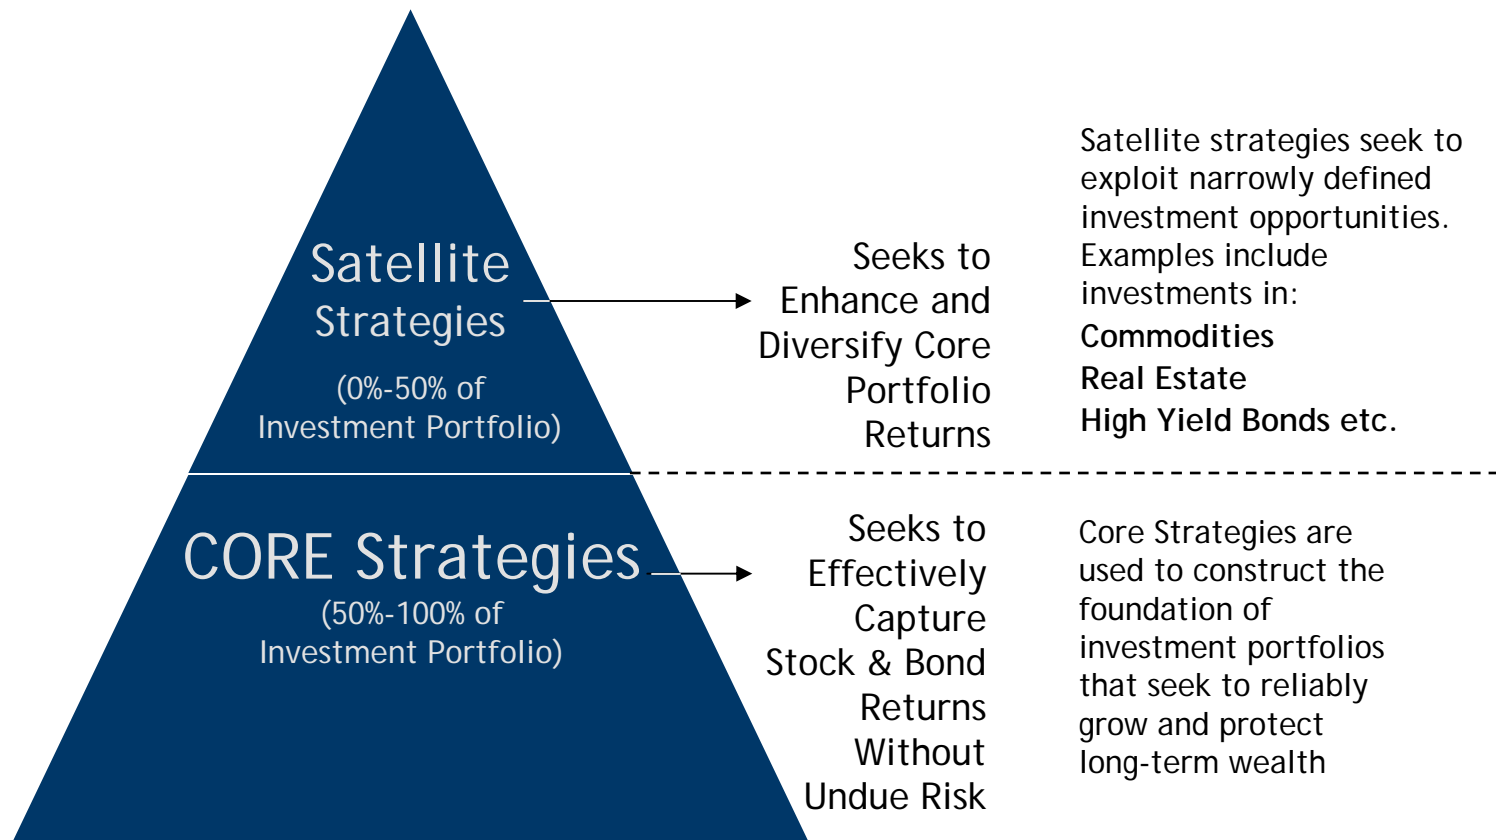 Satellite
Strategies
(0%-50% of
Investment Portfolio)
Seeks to
Enhance and
Diversify Core
Portfolio
Returns
Satellite strategies seek to
exploit narrowly defined
investment opportunities.
Examples include
investments in:
Commodities
Real Estate
High Yield Bonds etc.
CORE Strategies
(50%-100% of
Investment Portfolio)
Seeks to
Effectively
Capture
Stock & Bond
Returns
Without
Undue Risk
Core Strategies are
used to construct the
foundation of
investment portfolios
that seek to reliably
grow and protect
long-term wealth